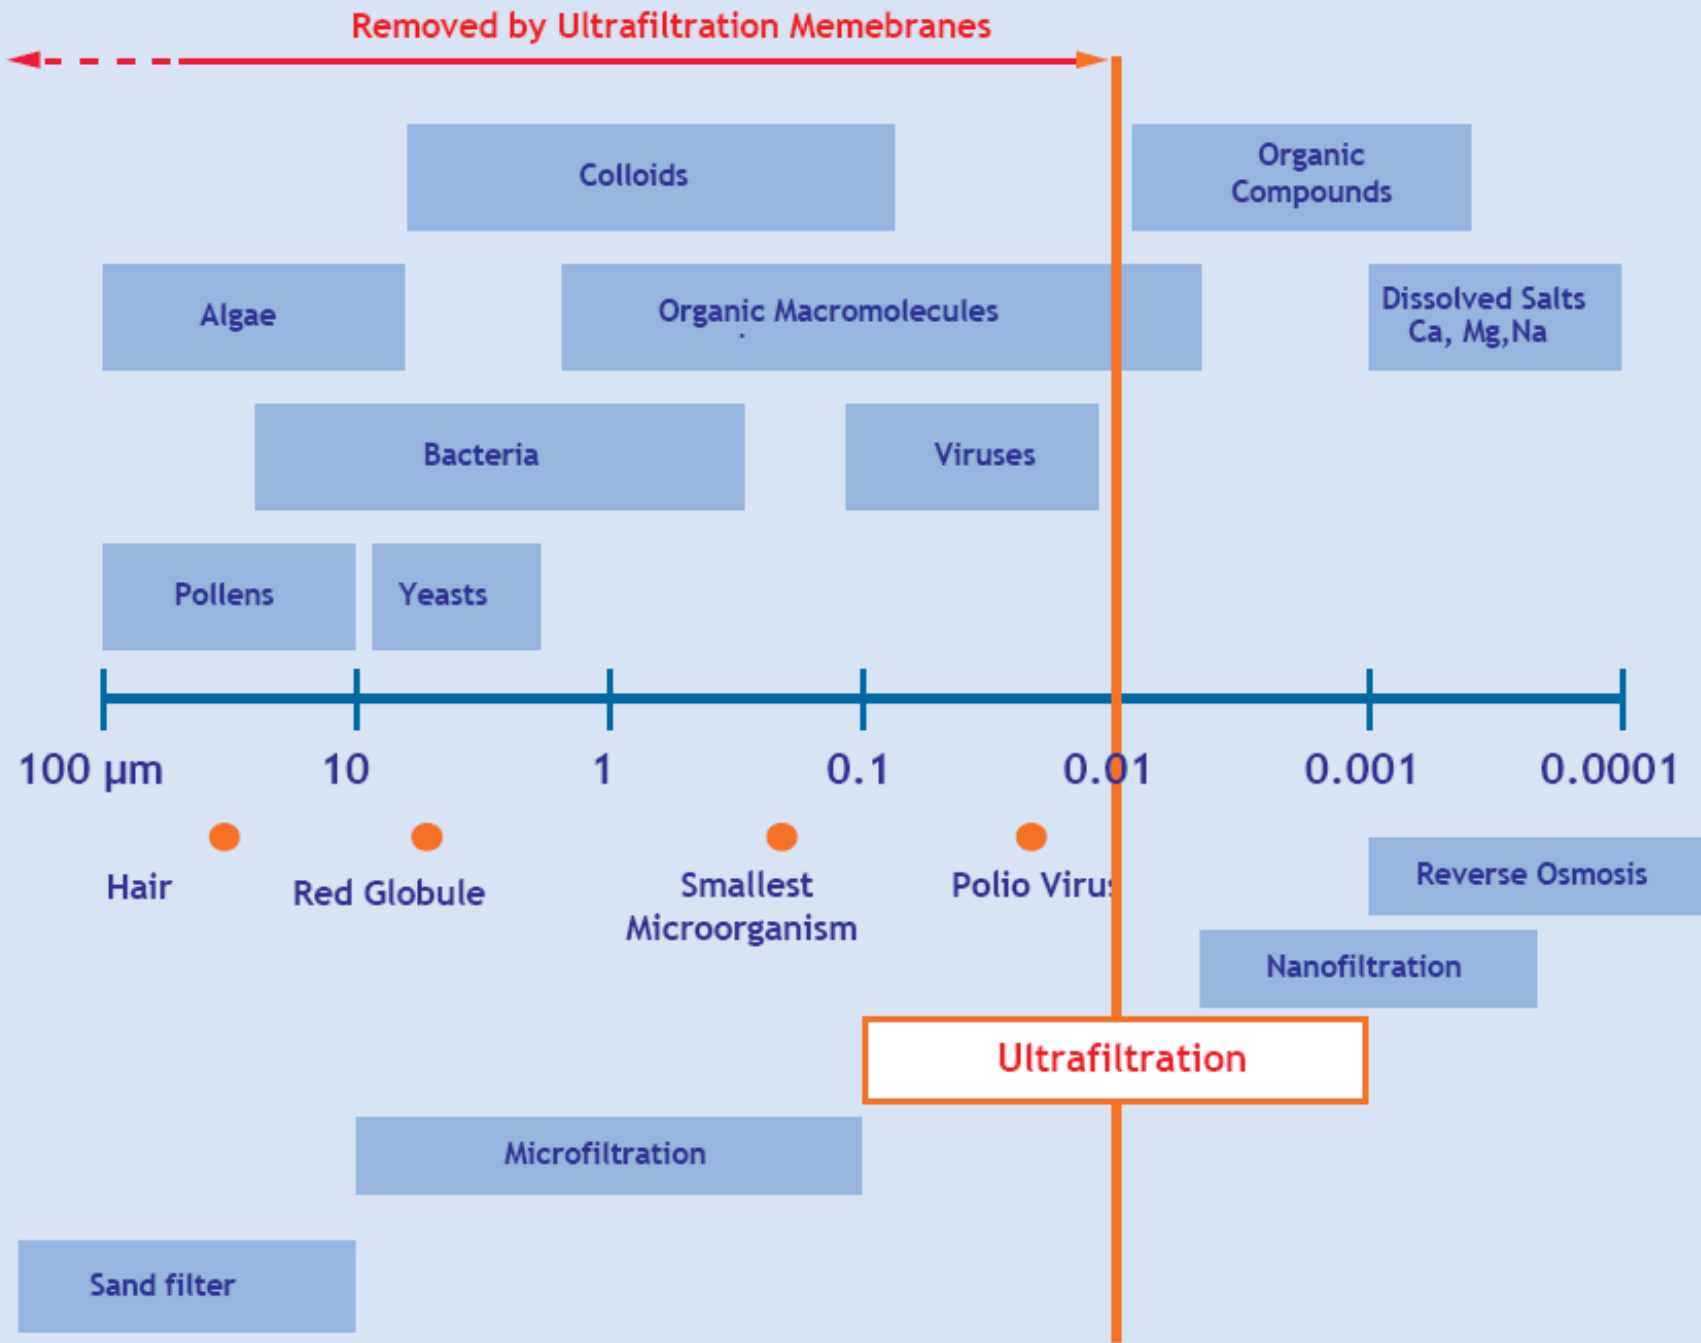 Removed by Ultrafiltration Memebranes
Colloids
Organic
Compounds
Algae
Organic Macromolecules
Dissolved Salts
Ca, Mg,Na
Bacteria
Viruses
Pollens
Yeasts
100 µm
10
1
0.1
0.01
0.001
0.0001
Hair
Red Globule
Smallest
Microorganism
Polio Virus
Reverse Osmosis
Nanofiltration
Ultrafiltration
Microfiltration
Sand filter